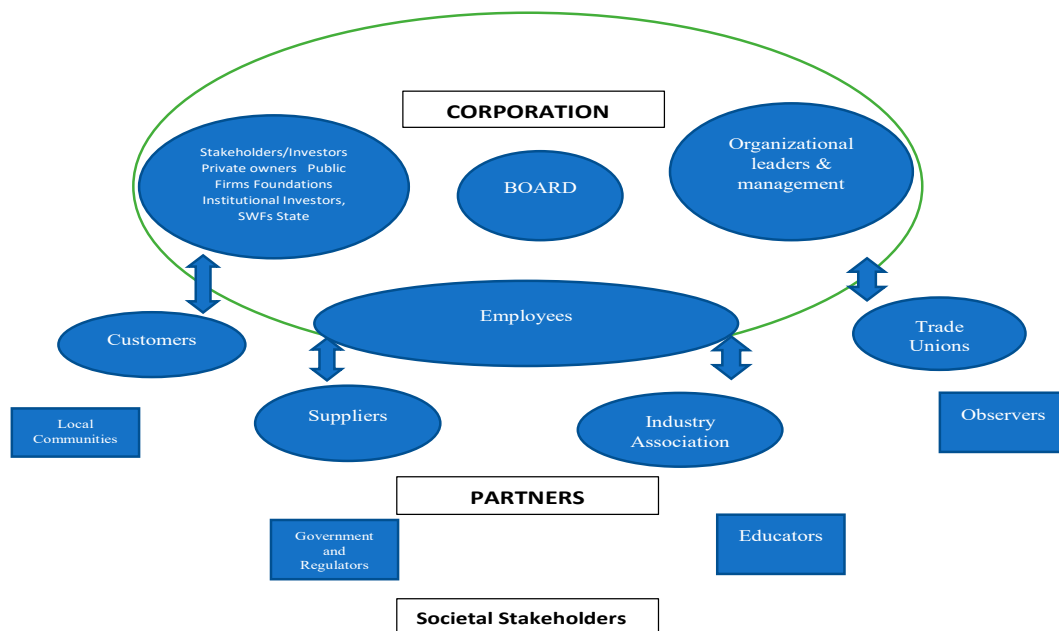 CORPORATION
Stakeholders/Investors
Private owners Public
Firms Foundations
Institutional Investors,
SWFs State
BOARD
Organizational
leaders &
management
Employees
Customers
Trade
Unions
Suppliers
Industry
Association
Local
Communities
Observers
PARTNERS
Government
and
Regulators
Educators
Societal Stakeholders